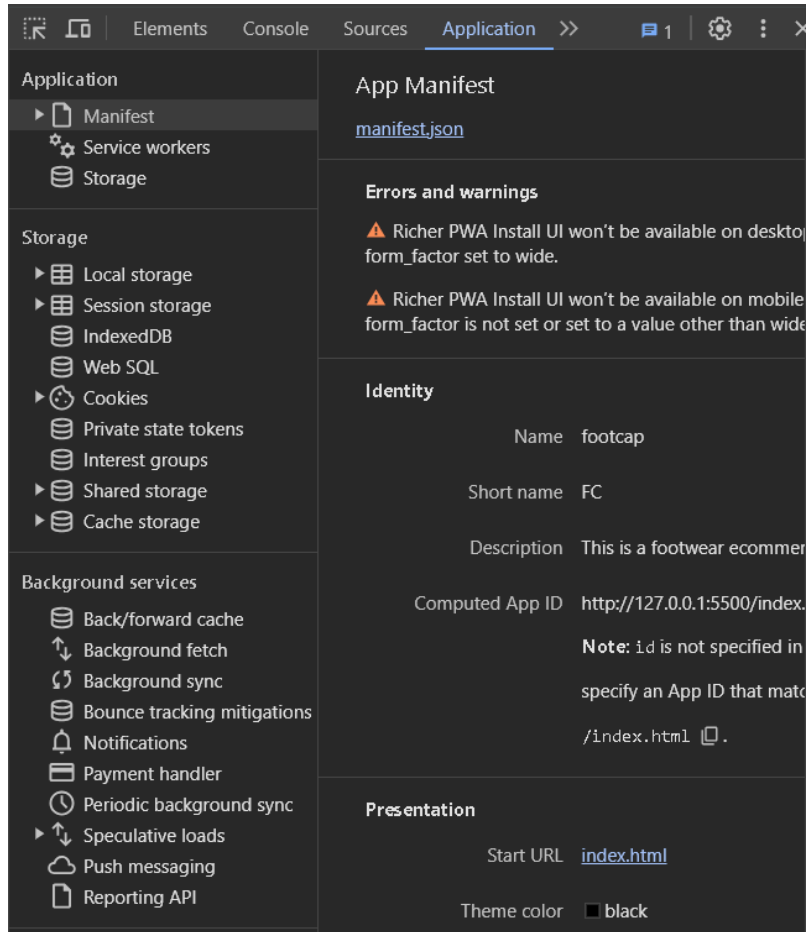 Elements Console Sources Application 1
Application
Manifest
Service workers
Storage
Storage
Local storage
Session storage
IndexedDB
Web SQL
Cookies
Private state tokens
Interest groups
Shared storage
Cache storage
Background services
Back/forward cache
Background fetch
Background sync
Bounce tracking mitigations
Notifications
Payment handler
Periodic background sync
Speculative loads
Push messaging
Reporting API
App Manifest
manifest.json
Errors and warnings
Richer PWA Install UI won't be available on deskto
form_factor set to wide.
Richer PWA Install UI won't be available on mobile
form_factor is not set or set to a value other than wide
Identity
Name footcap
Short name FC
Description This is a footwear ecommer
Computed App ID http://127.0.0.1:5500/index.
Note: id is not specified in
specify an App ID that matc
/index.html .
Presentation
Start URL index.html
Theme color black